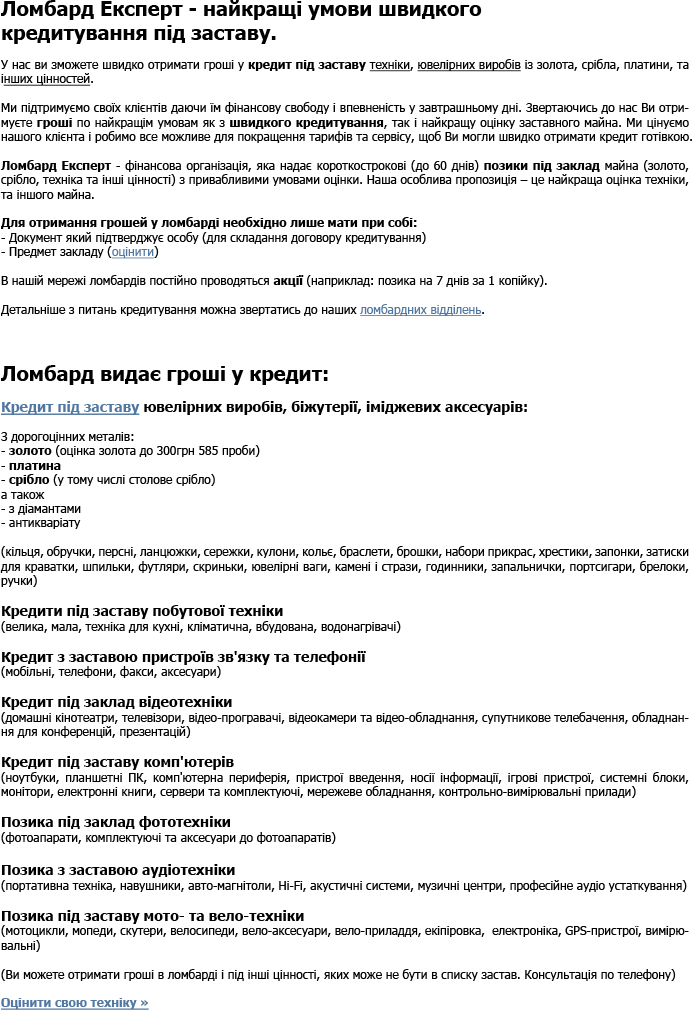 Ломбард Експерт - найкращі умови швидкого
кредитування під заставу.
У нас ви зможете швидко отримати гроші у кредит під заставу техніки, ювелірних виробів із золота, срібла, платини, та
інших цінностей.
Ми підтримуємо своїх клієнтів даючи їм фінансову свободу і впевненість у завтрашньому дні. Звертаючись до нас Ви отри-
муєте гроші по найкращім умовам як з швидкого кредитування, так і найкращу оцінку заставного майна. Ми цінуємо
нашого клієнта і робимо все можливе для покращення тарифів та сервісу, щоб Ви могли швидко отримати кредит готівкою.
Ломбард Експерт - фінансова організація, яка надає короткострокові (до 60 днів) позики під заклад майна (золото,
срібло, техніка та інші цінності) з привабливими умовами оцінки. Наша особлива пропозиція – це найкраща оцінка техніки,
та іншого майна.
Для отримання грошей у ломбарді необхідно лише мати при собі:
- Документ який підтверджує особу (для складання договору кредитування)
- Предмет закладу (оцінити)
В нашій мережі ломбардів постійно проводяться акції (наприклад: позика на 7 днів за 1 копійку).
Детальніше з питань кредитування можна звертатись до наших ломбардних відділень.
Ломбард видає гроші у кредит:
Кредит під заставу ювелірних виробів, біжутерії, іміджевих аксесуарів:
З дорогоцінних металів:
- золото (оцінка золота до 300грн 585 проби)
- платина
- срібло (у тому числі столове срібло)
а також
- з діамантами
- антикваріату
(кільця, обручки, персні, ланцюжки, сережки, кулони, кольє, браслети, брошки, набори прикрас, хрестики, запонки, затиски
для краватки, шпильки, футляри, скриньки, ювелірні ваги, камені і стрази, годинники, запальнички, портсигари, брелоки,
ручки)
Кредити під заставу побутової техніки
(велика, мала, техніка для кухні, кліматична, вбудована, водонагрівачі)
Кредит з заставою пристроїв зв'язку та телефонії
(мобільні, телефони, факси, аксесуари)
Кредит під заклад відеотехніки
(домашні кінотеатри, телевізори, відео-програвачі, відеокамери та відео-обладнання, супутникове телебачення, обладнан-
ня для конференцій, презентацій)
Кредит під заставу комп'ютерів
(ноутбуки, планшетні ПК, комп'ютерна периферія, пристрої введення, носії інформації, ігрові пристрої, системні блоки,
монітори, електронні книги, сервери та комплектуючі, мережеве обладнання, контрольно-вимірювальні прилади)
Позика під заклад фототехніки
(фотоапарати, комплектуючі та аксесуари до фотоапаратів)
Позика з заставою аудіотехніки
(портативна техніка, навушники, авто-магнітоли, Hi-Fi, акустичні системи, музичні центри, професійне аудіо устаткування)
Позика під заставу мото- та вело-техніки
(мотоцикли, мопеди, скутери, велосипеди, вело-аксесуари, вело-приладдя, екіпіровка, електроніка, GPS-пристрої, вимірю-
вальні)
(Ви можете отримати гроші в ломбарді і під інші цінності, яких може не бути в списку застав. Консультація по телефону)
Оцінити свою техніку »